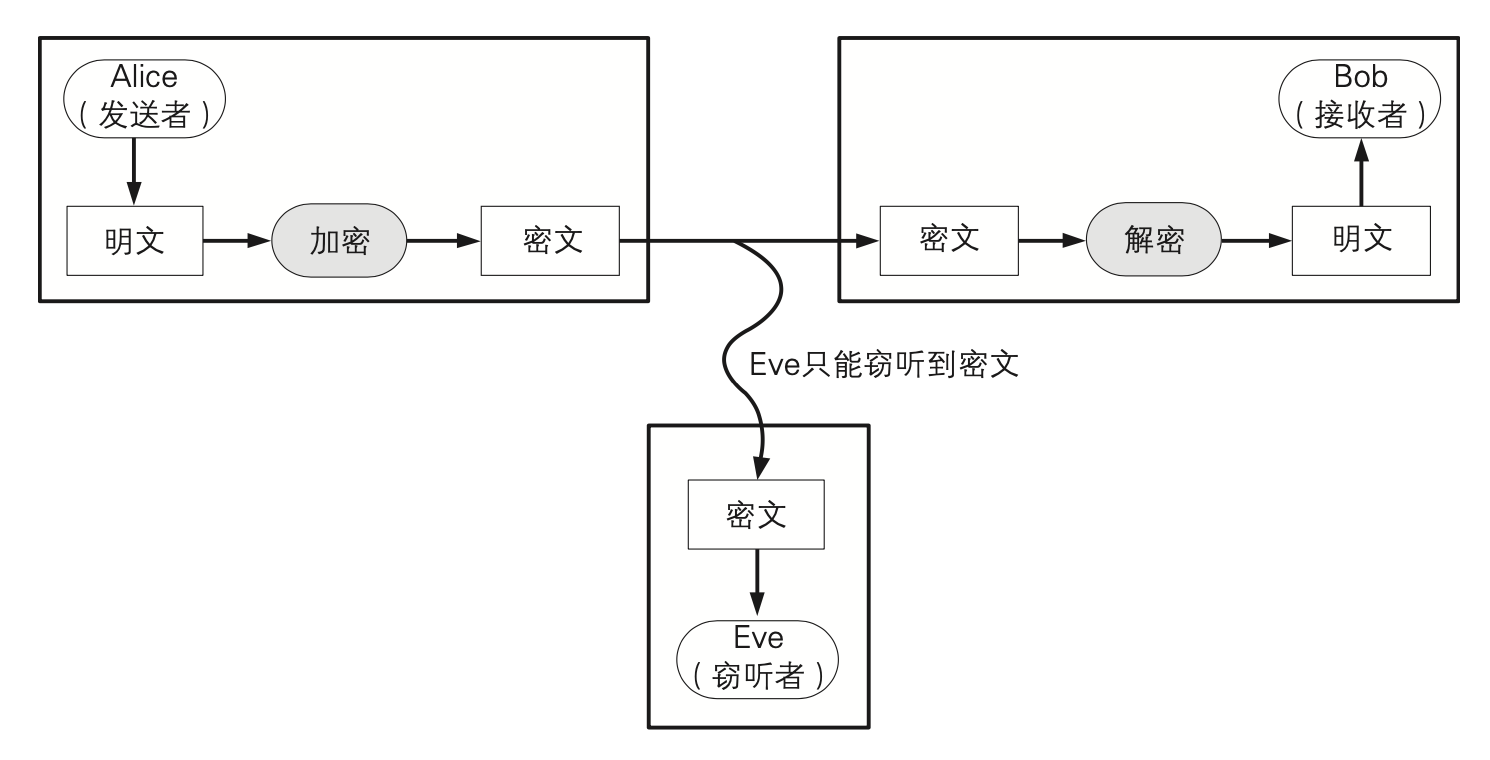 Alice
（发送者）
明文
加密
密文
密文
解密
明文
Bob
（接收者）
Eve只能窃听到密文
密文
Eve
（窃听者）